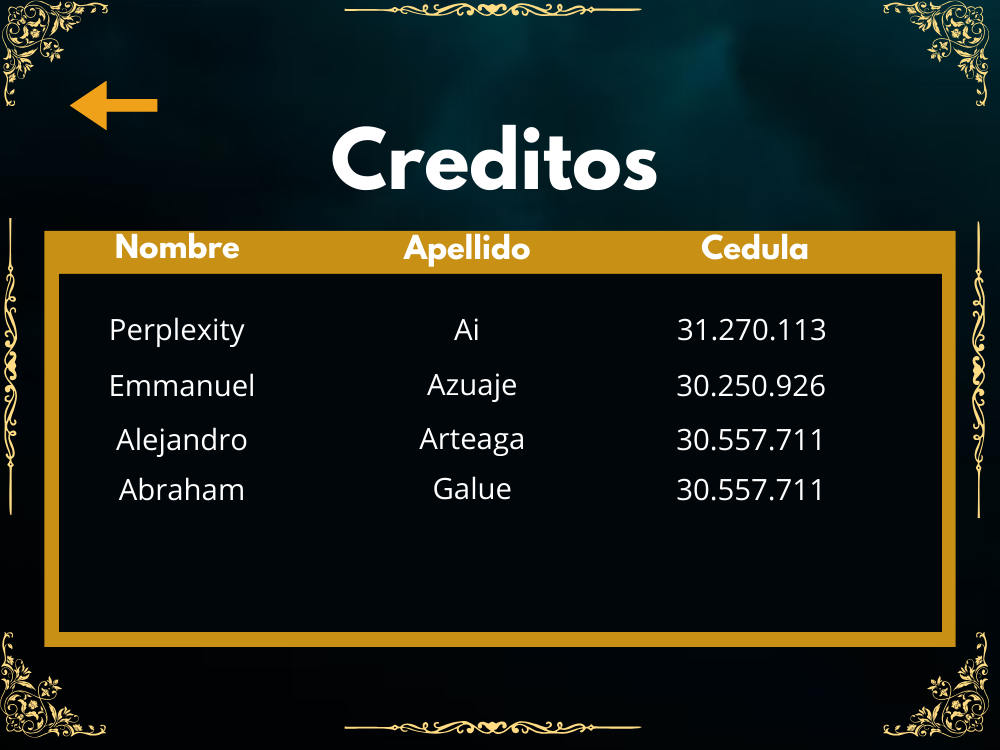 Creditos
Nombre Apellido Cedula
Perplexity Ai 31.270.113
Emmanuel Azuaje 30.250.926
Alejandro Arteaga 30.557.711
Abraham Galue 30.557.711